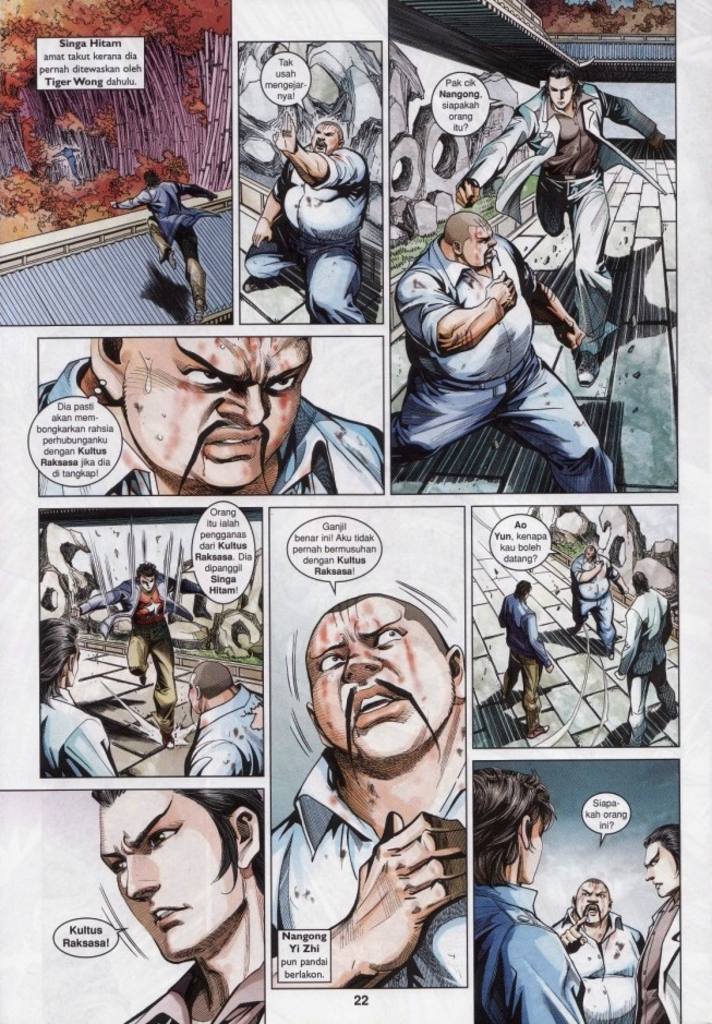 Singa Hitam
amat takut kerana dia
pernah ditewaskan oleh
Tiger Wong dahulu.
Tak
usah
mengejar-
nya!
Pak cik
Nangong,
siapakah
orang
itu?
Dia pasti
akan mem-
bongkarkan rahsia
perhubunganku
dengan Kultus
Raksasa jika dia
di tangkap!
Orang
itu ialah
pengganas
dari Kultus
Raksasa. Dia
dipanggil
Singa
Hitam!
Ganjil
benar ini! Aku tidak
pernah bermusuhan
dengan Kultus
Raksasa!
Nangong
Yi Zhi
pun pandai
berlakon.
Ao
Yun, kenapa
kau boleh
datang?
Kultus
Raksasa!
Siapa-
kah orang
ini?
22